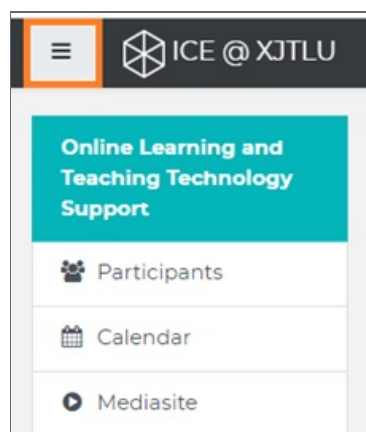 ICE @ XJTLU
Online Learning and
Teaching Technology
Support
Participants
Calendar
Mediasite